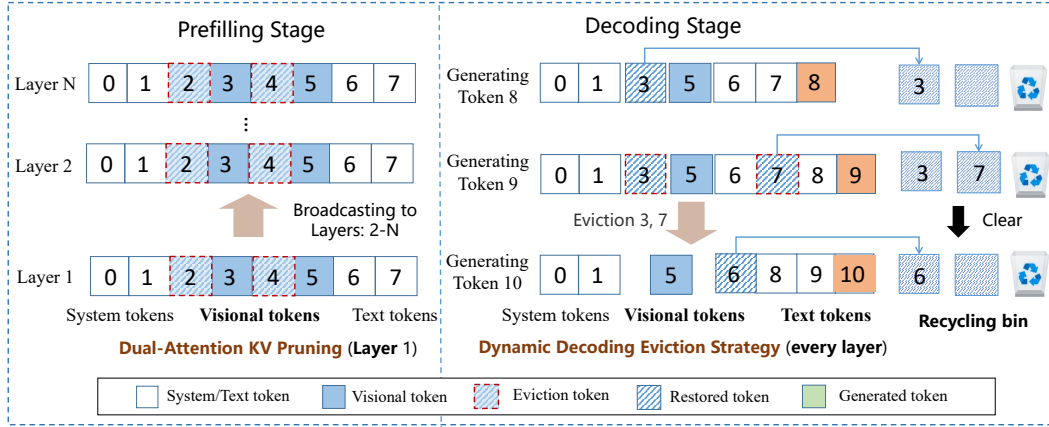 Prefilling Stage
Layer N
0 1 2 3 4 5 6 7
...
Layer 2
0 1 2 3 4 5 6 7
Broadcasting to
Layers: 2-N
Layer 1
0 1 2 3 4 5 6 7
System tokens Visional tokens Text tokens
Dual-Attention KV Pruning (Layer 1)
Decoding Stage
Generating
Token 8
0 1 3 5 6 7 8
3
Generating
Token 9
0 1 3 5 6 7 8 9
3 7
Eviction 3, 7
Clear
Generating
Token 10
0 1 5 6 8 9 10
6
System tokens Visional tokens Text tokens
Recycling bin
Dynamic Decoding Eviction Strategy (every layer)
System/Text token Visional token Eviction token Restored token Generated token